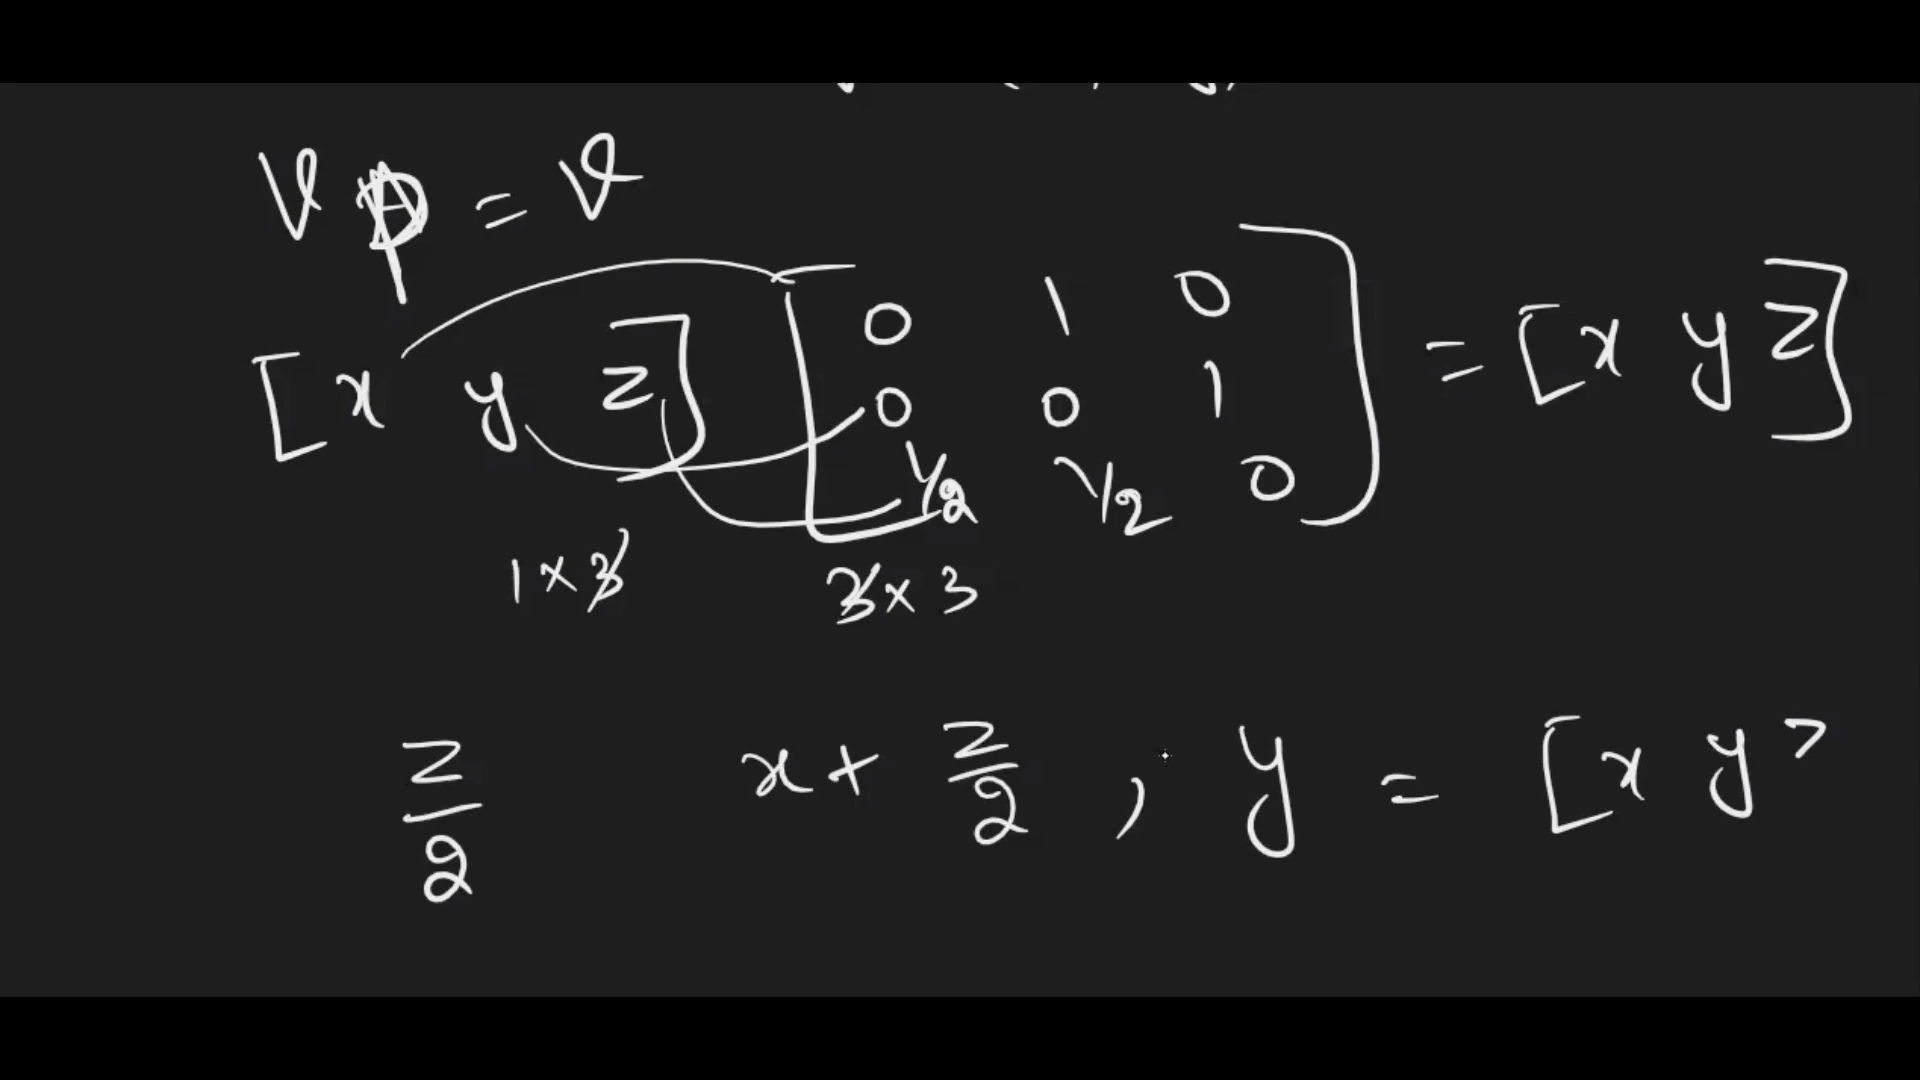 VP = V
[x y z] [0 1 0
0 0 1
1/2 1/2 0] = [x y z]
1 x 3 3 x 3
z/2 x + z/2 , y = [x y z